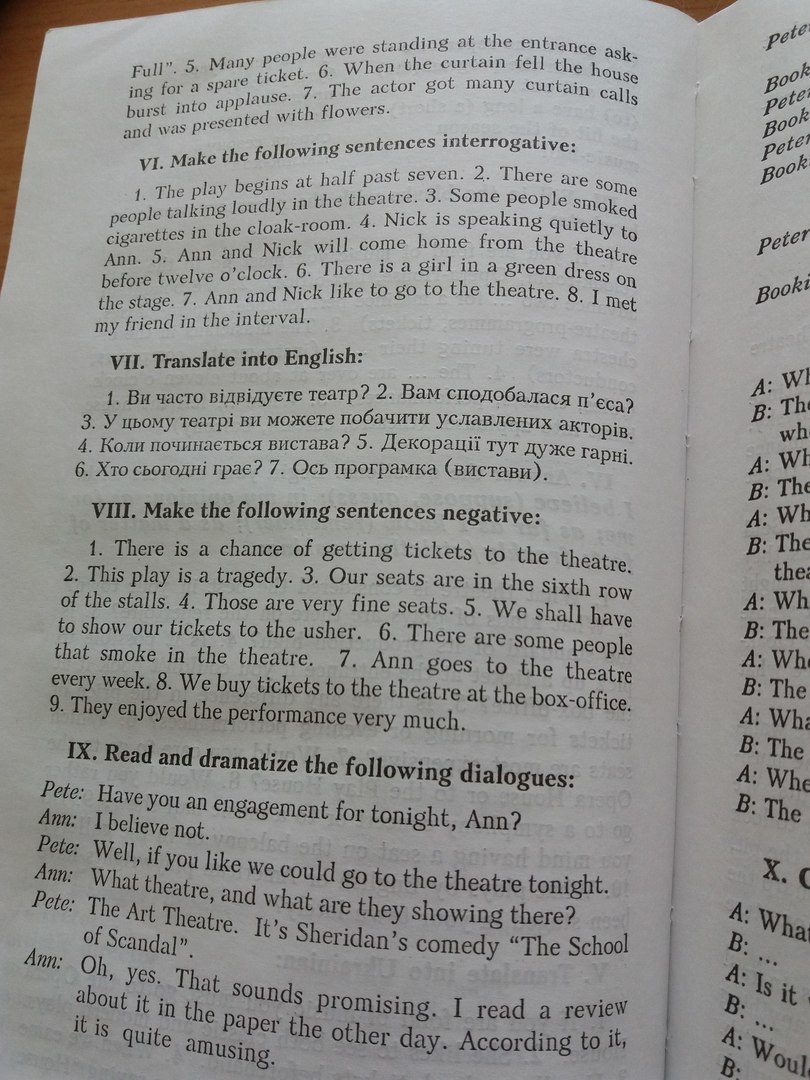 Full”. 5. Many people were standing at the entrance ask-
ing for a spare ticket. 6. When the curtain fell the house
burst into applause. 7. The actor got many curtain calls
and was presented with flowers.
VI. Make the following sentences interrogative:
1. The play begins at half past seven. 2. There are some
people talking loudly in the theatre. 3. Some people smoked
cigarettes in the cloak-room. 4. Nick is speaking quietly to
Ann. 5. Ann and Nick will come home from the theatre
before twelve o’clock. 6. There is a girl in a green dress on
the stage. 7. Ann and Nick like to go to the theatre. 8. I met
my friend in the interval.
VII. Translate into English:
1. Ви часто відвідуєте театр? 2. Вам сподобалася п’єса?
3. У цьому театрі ви можете побачити уславлених акторів.
4. Коли починається вистава? 5. Декорації тут дуже гарні.
6. Хто сьогодні грає? 7. Ось програмка (вистави).
VIII. Make the following sentences negative:
1. There is a chance of getting tickets to the theatre.
2. This play is a tragedy. 3. Our seats are in the sixth row
of the stalls. 4. Those are very fine seats. 5. We shall have
to show our tickets to the usher. 6. There are some people
that smoke in the theatre. 7. Ann goes to the theatre
every week. 8. We buy tickets to the theatre at the box-office.
9. They enjoyed the performance very much.
IX. Read and dramatize the following dialogues:
Pete: Have you an engagement for tonight, Ann?
Ann: I believe not.
Pete: Well, if you like we could go to the theatre tonight.
Ann: What theatre, and what are they showing there?
Pete: The Art Theatre. It’s Sheridan’s comedy “The School
of Scandal”.
Ann: Oh, yes. That sounds promising. I read a review
about it in the paper the other day. According to it,
it is quite amusing.
Peter
A:
B:
A:
B: The
A:
B: The
A:
B: The
A:
B: The
A:
B: The
A:
B: The
X.
A: What
B: ...
A: Is it
B: ...
A:
B: